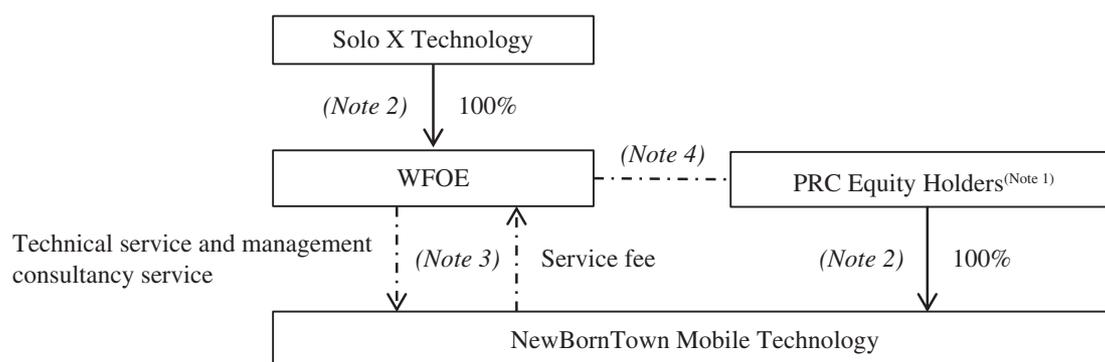 Solo X Technology
(Note 2) 100%
WFOE
(Note 4)
PRC Equity Holders(Note 1)
Technical service and management
consultancy service
(Note 3)
Service fee
(Note 2) 100%
NewBornTown Mobile Technology